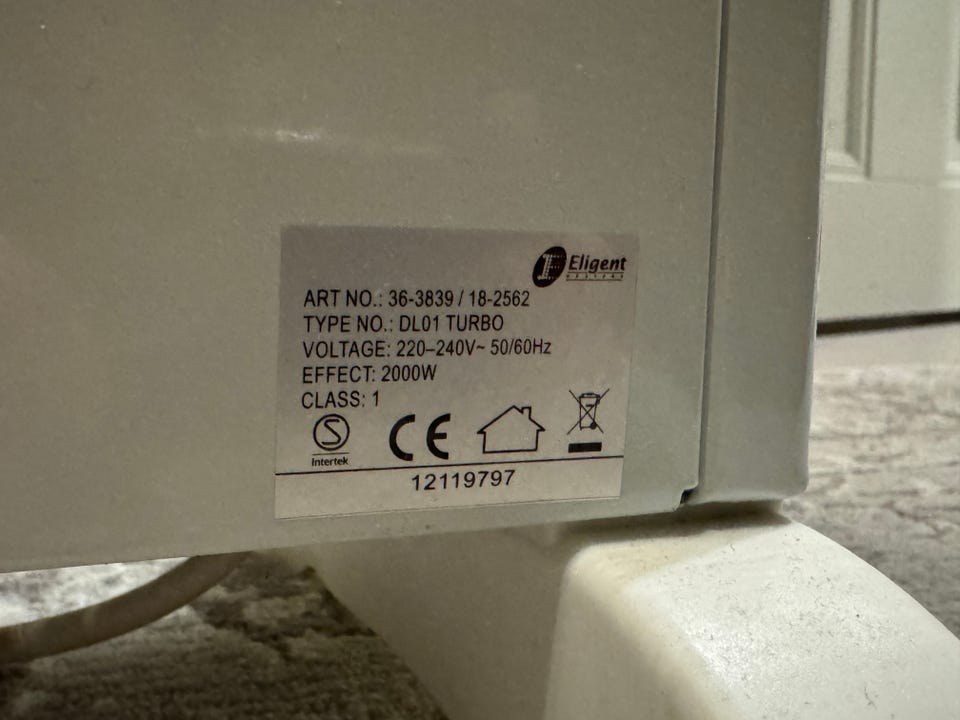 Eligent
ART NO.: 36-3839 / 18-2562
TYPE NO.: DL01 TURBO
VOLTAGE: 220–240V~ 50/60Hz
EFFECT: 2000W
CLASS: 1
S
Intertek
CE
12119797